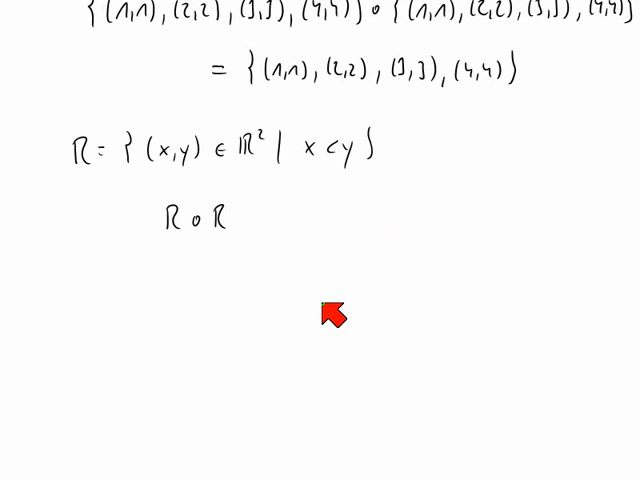 {(1,1), (2,2), (3,3), (4,4)} ∘ {(1,1), (2,2), (3,3), (4,4)}
= {(1,1), (2,2), (3,3), (4,4)}
R = {(x,y) ∈ ℝ² | x < y}
R ∘ R